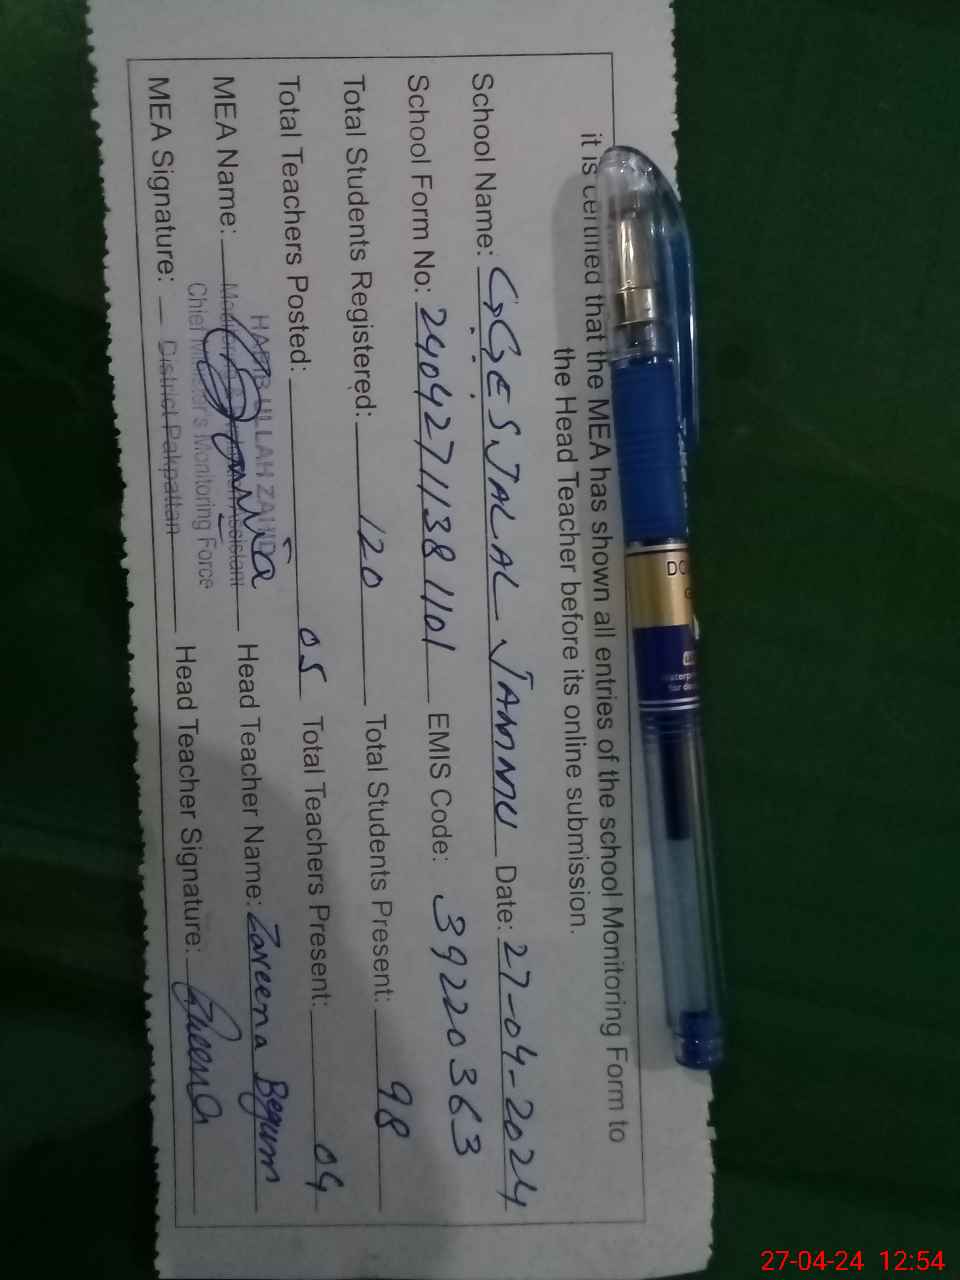 it is certified that the MEA has shown all entries of the school Monitoring Form to
the Head Teacher before its online submission.
School Name: GGES JALAL JAMMU Date: 27-04-2024
School Form No: 2404271138 1101 EMIS Code: 39220363
Total Students Registered: 120 Total Students Present: 98
Total Teachers Posted: 05 Total Teachers Present: 04
MEA Name: Head Teacher Name: Zareena Begum
MEA Signature: Head Teacher Signature:
ZAHID
Assistant
Chief Monitoring Force
District Pakpattan
27-04-24 12:54